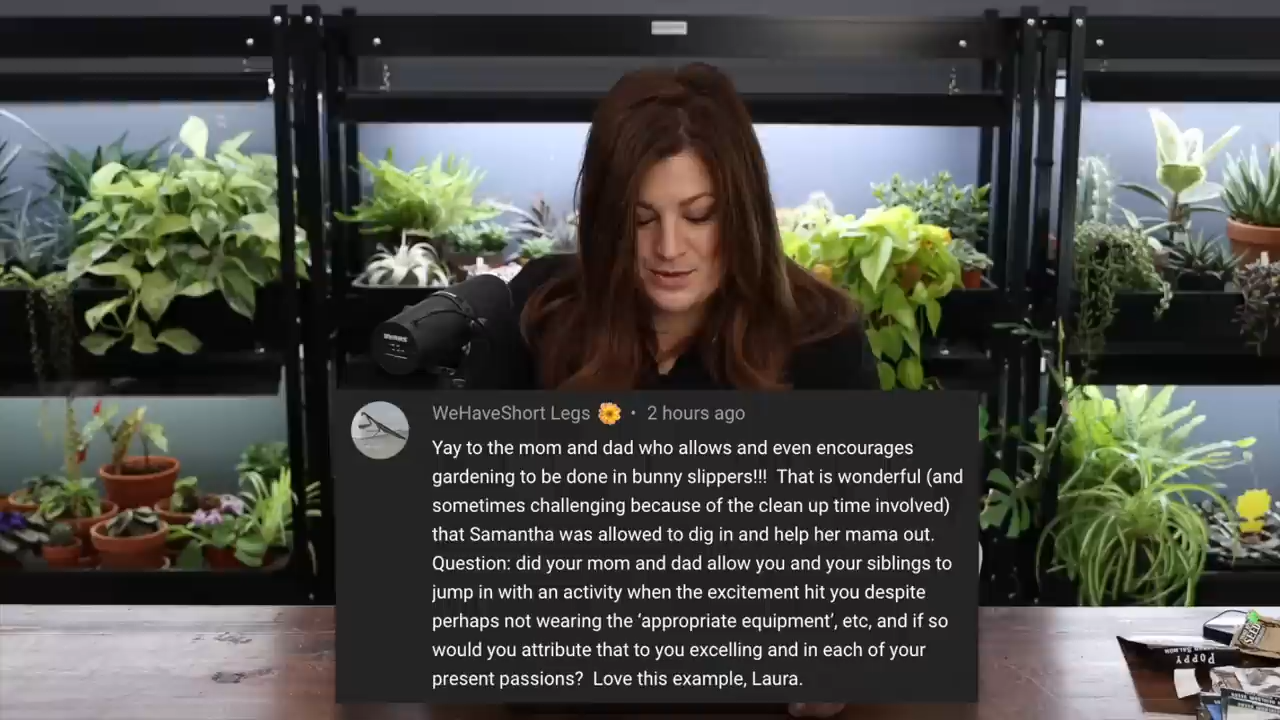 WeHaveShort Legs 🌼 • 2 hours ago
Yay to the mom and dad who allows and even encourages
gardening to be done in bunny slippers!!!  That is wonderful (and
sometimes challenging because of the clean up time involved)
that Samantha was allowed to dig in and help her mama out.
Question: did your mom and dad allow you and your siblings to
jump in with an activity when the excitement hit you despite
perhaps not wearing the ‘appropriate equipment’, etc, and if so
would you attribute that to you excelling and in each of your
present passions?  Love this example, Laura.
POPPY